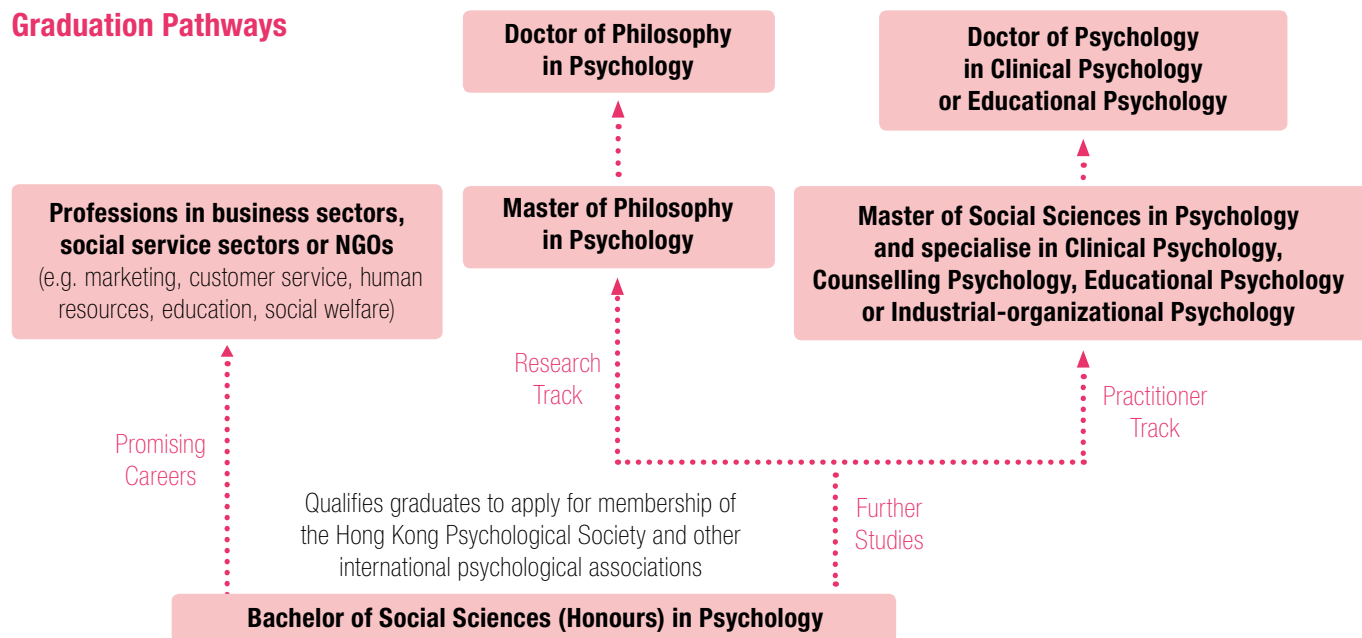 Graduation Pathways
Doctor of Philosophy
in Psychology
Doctor of Psychology
in Clinical Psychology
or Educational Psychology
Professions in business sectors,
social service sectors or NGOs
(e.g. marketing, customer service, human
resources, education, social welfare)
Master of Philosophy
in Psychology
Master of Social Sciences in Psychology
and specialise in Clinical Psychology,
Counselling Psychology, Educational Psychology
or Industrial-organizational Psychology
Promising
Careers
Research
Track
Practitioner
Track
Qualifies graduates to apply for membership of
the Hong Kong Psychological Society and other
international psychological associations
Further
Studies
Bachelor of Social Sciences (Honours) in Psychology